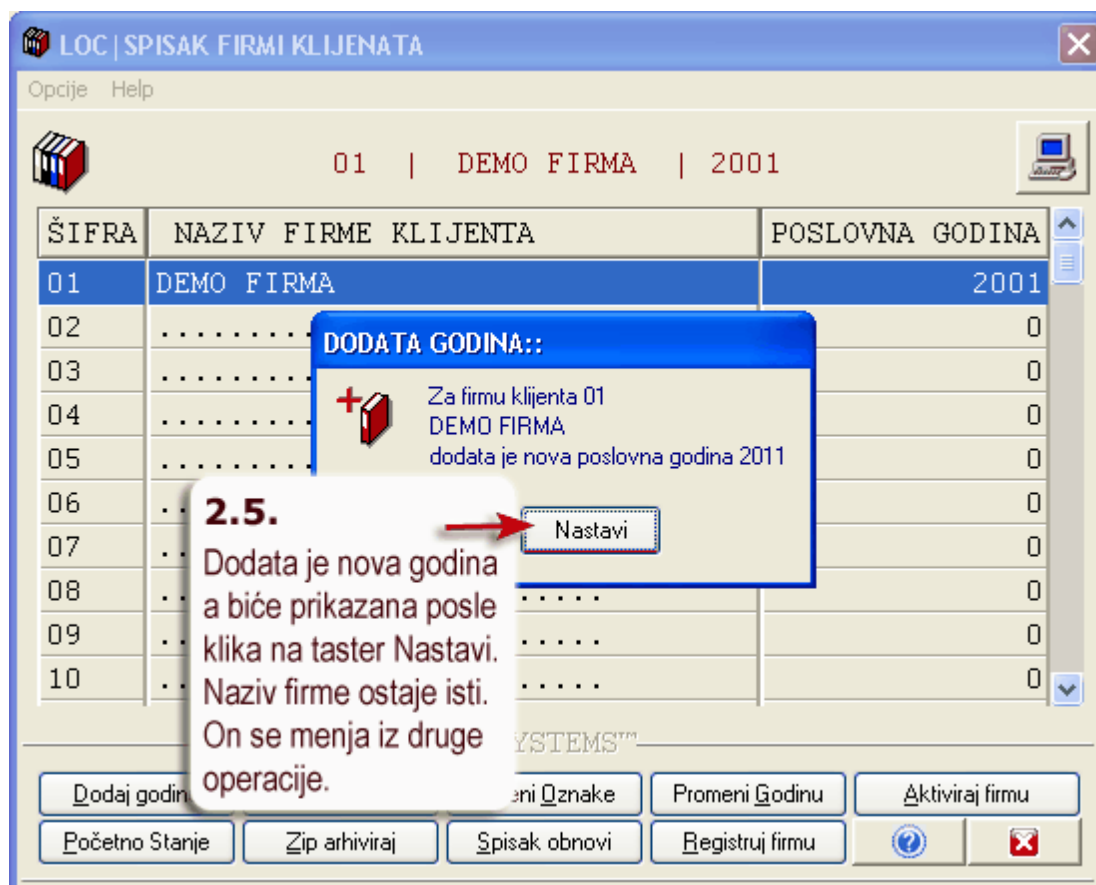 LOC | SPISAK FIRMI KLIJENATA
Opcije Help
01 | DEMO FIRMA | 2001
ŠIFRA NAZIV FIRME KLIJENTA POSLOVNA GODINA
01 DEMO FIRMA 2001
02 ......... 0
03 ......... 0
04 ......... 0
05 ......... 0
06 .. 0
07 .. 0
08 .. ..... 0
09 .. ..... 0
10 .. ..... 0
DODATA GODINA::
Za firmu klijenta 01
DEMO FIRMA
dodata je nova poslovna godina 2011
Nastavi
2.5.
Dodata je nova godina
a biće prikazana posle
klika na taster Nastavi.
Naziv firme ostaje isti.
On se menja iz druge
operacije.
YSTEMS™
Dodaj godin eni Oznake Promeni Godinu Aktiviraj firmu
Početno Stanje Zip arhiviraj Spisak obnovi Registruj firmu